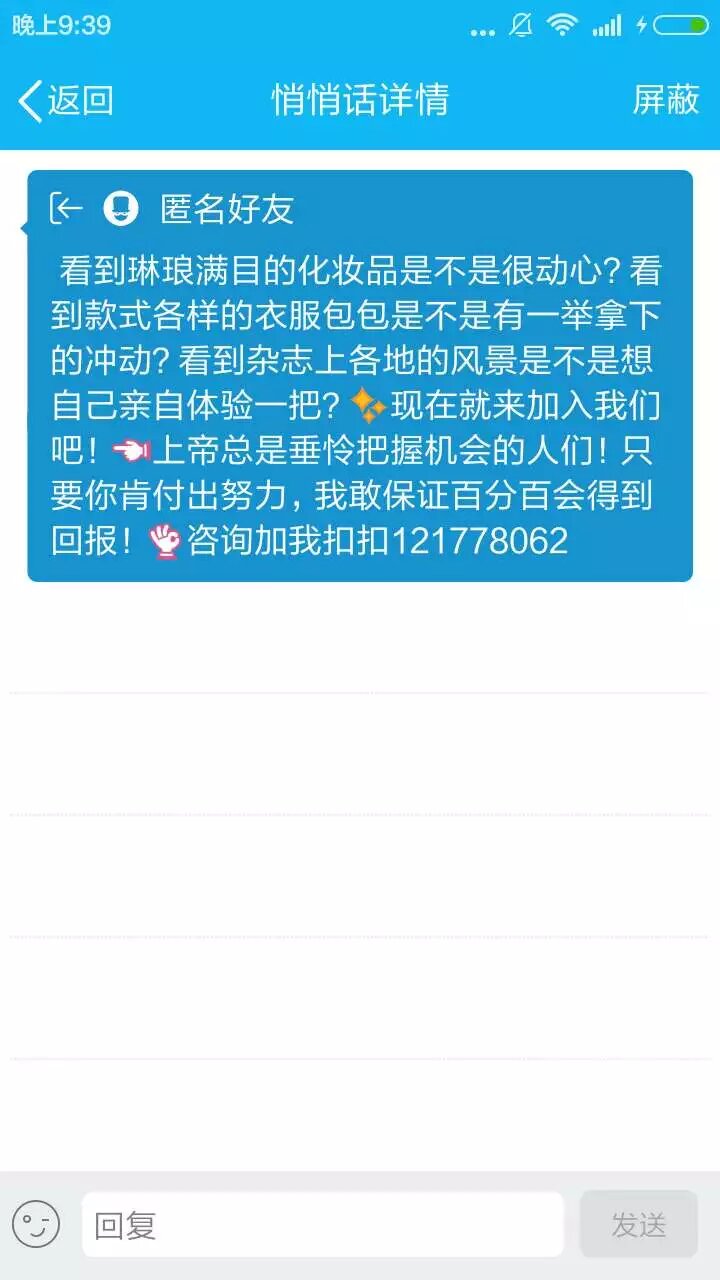 晚上9:39
返回 悄悄话详情 屏蔽
匿名好友
看到琳琅满目的化妆品是不是很动心?看
到款式各样的衣服包包是不是有一举拿下
的冲动?看到杂志上各地的风景是不是想
自己亲自体验一把?✨现在就来加入我们
吧!👈上帝总是垂怜把握机会的人们!只
要你肯付出努力,我敢保证百分百会得到
回报!👌咨询加我扣扣121778062
回复 发送